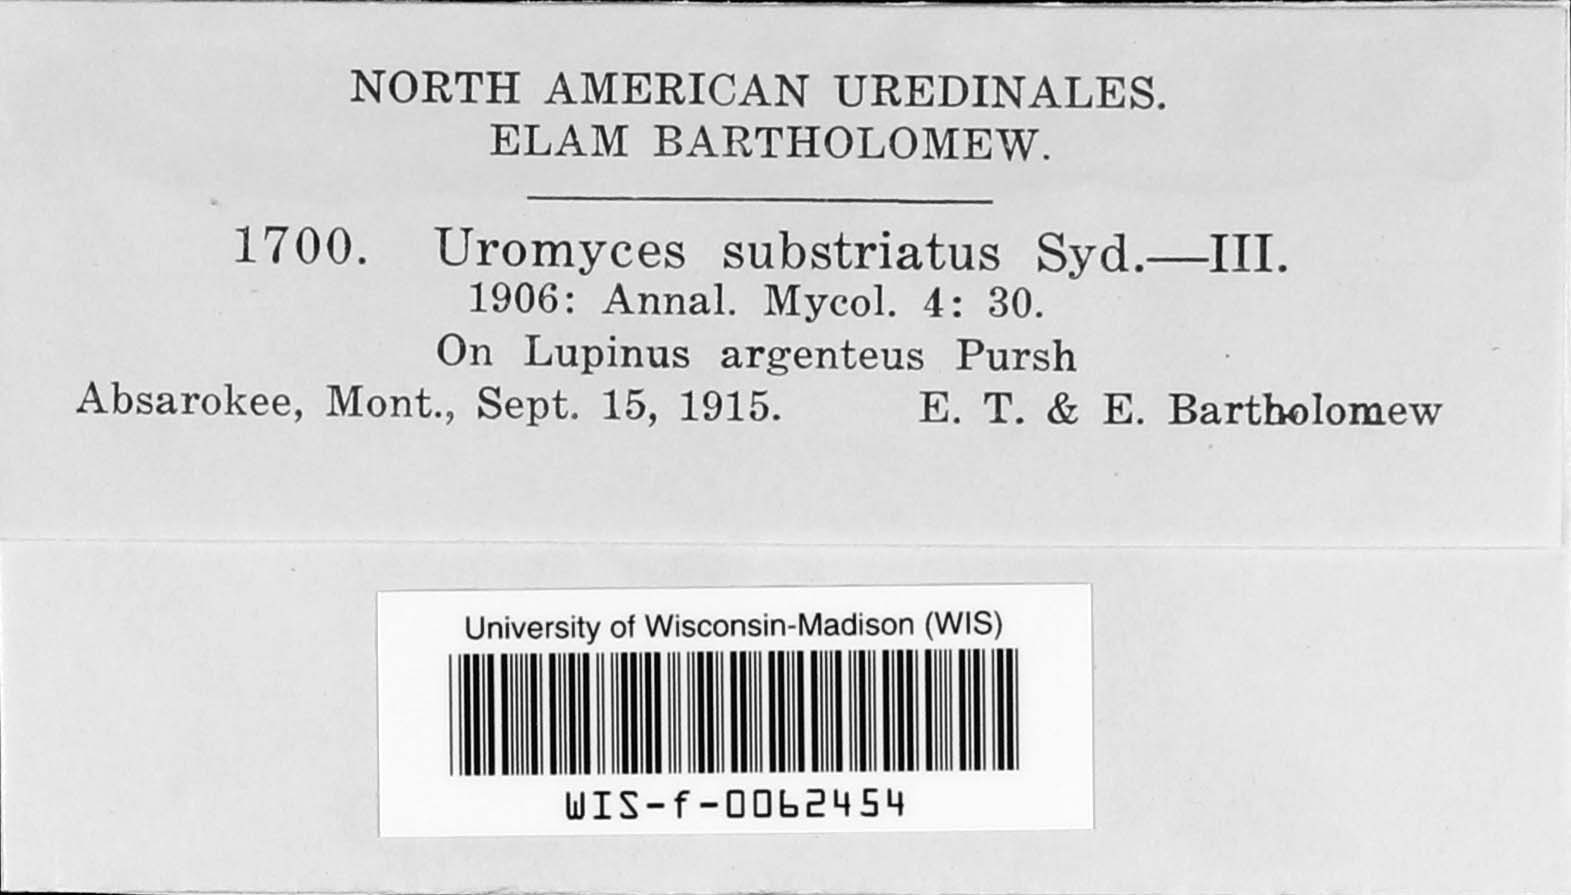 NORTH AMERICAN UREDINALES.
ELAM BARTHOLOMEW.
1700. Uromyces substriatus Syd.—III.
1906: Annal. Mycol. 4: 30.
On Lupinus argenteus Pursh
Absarokee, Mont., Sept. 15, 1915. E. T. & E. Bartholomew
University of Wisconsin-Madison (WIS)
WIS-f-0062454